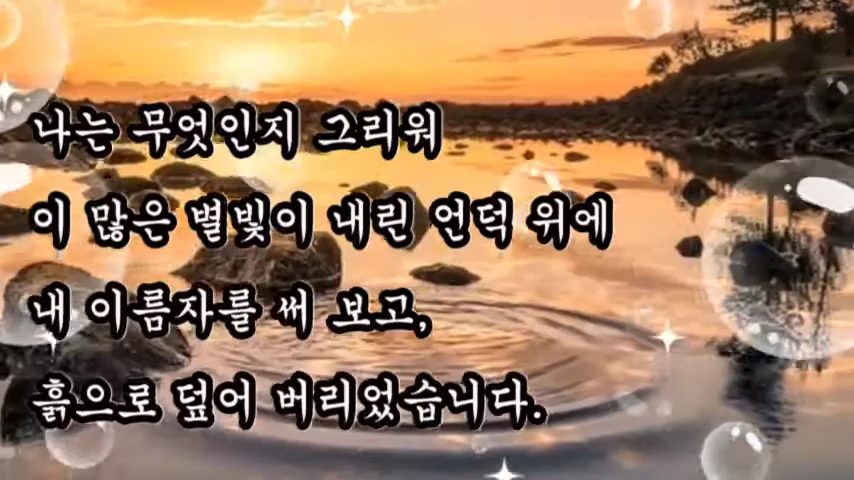 나는 무엇인지 그리워
이 많은 별빛이 내린 언덕 위에
내 이름자를 써 보고,
흙으로 덮어 버리었습니다.